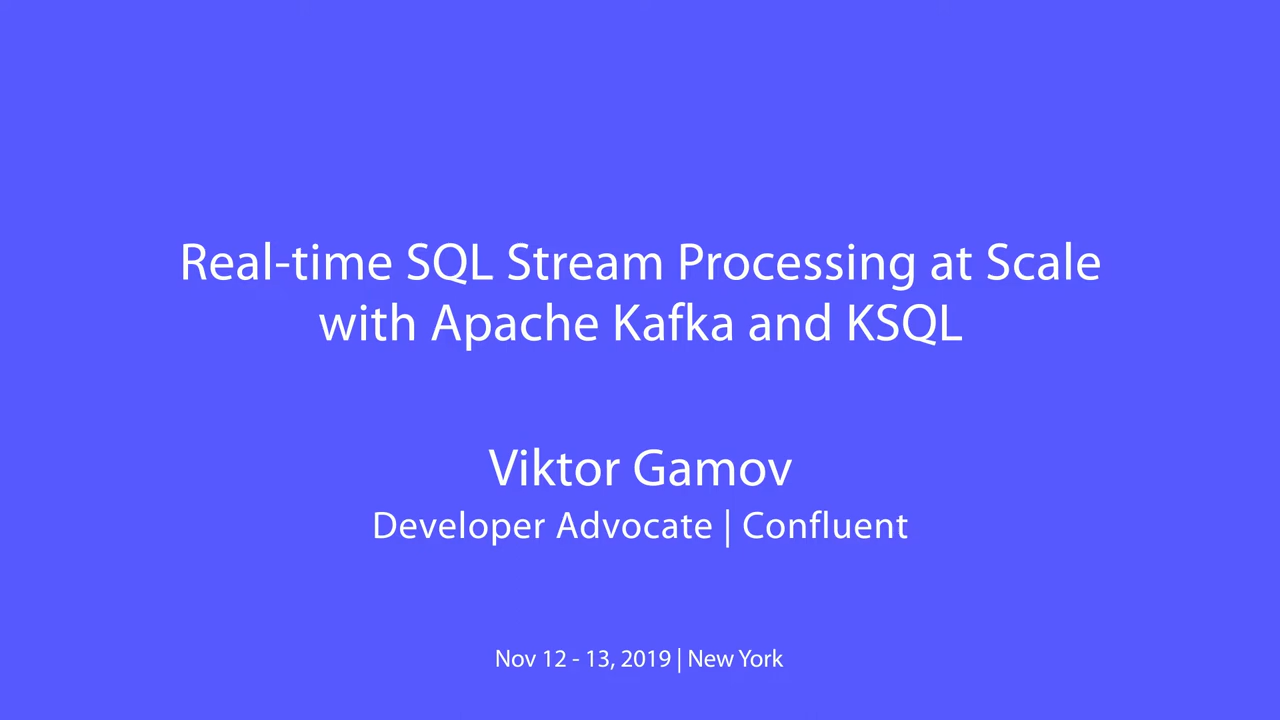 Real-time SQL Stream Processing at Scale
with Apache Kafka and KSQL
Viktor Gamov
Developer Advocate | Confluent
Nov 12 - 13, 2019 | New York